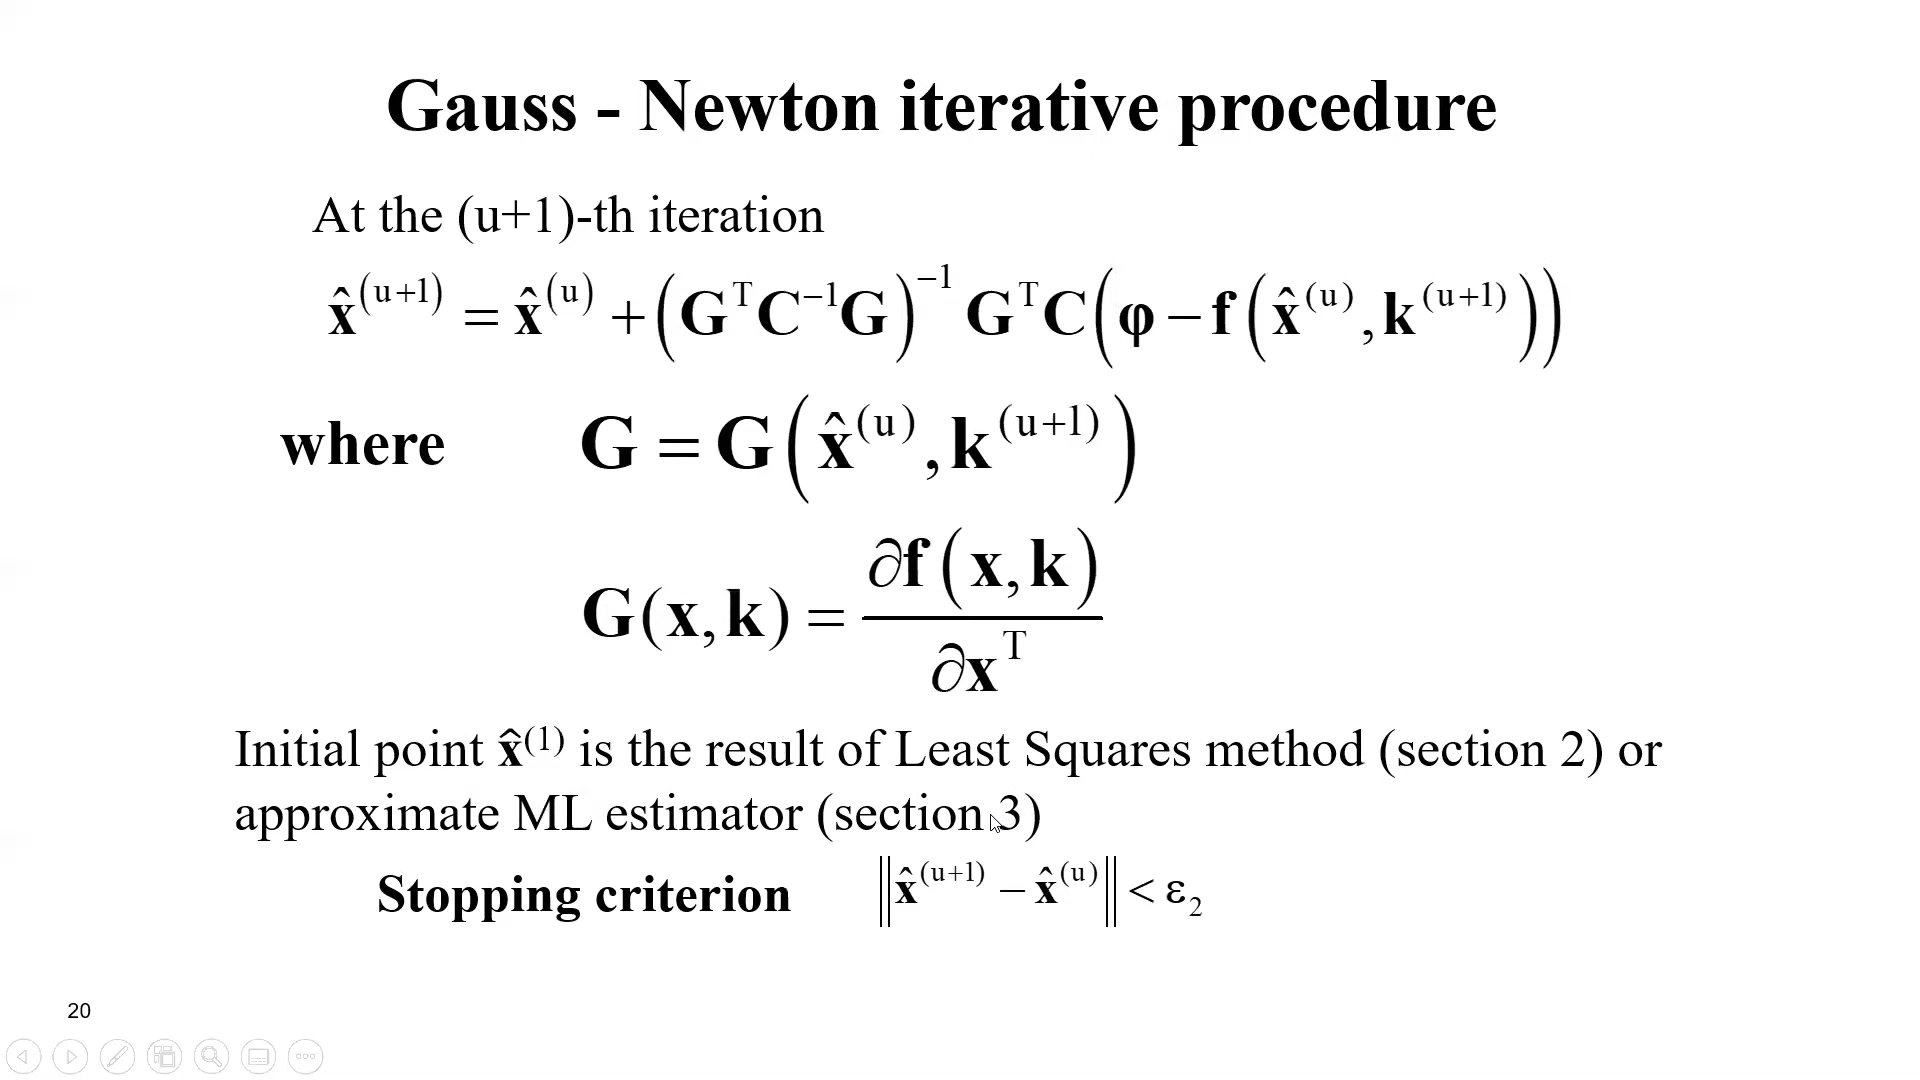 Gauss - Newton iterative procedure
At the (u+1)-th iteration
x̂^(u+1) = x̂^(u) + (G^T C^−1 G)^−1 G^T C (φ − f(x̂^(u), k^(u+1)))
where G = G(x̂^(u), k^(u+1))
G(x, k) = ∂f(x, k) / ∂x^T
Initial point x̂^(1) is the result of Least Squares method (section 2) or
approximate ML estimator (section 3)
Stopping criterion ‖x̂^(u+1) − x̂^(u)‖ < ε_2
20